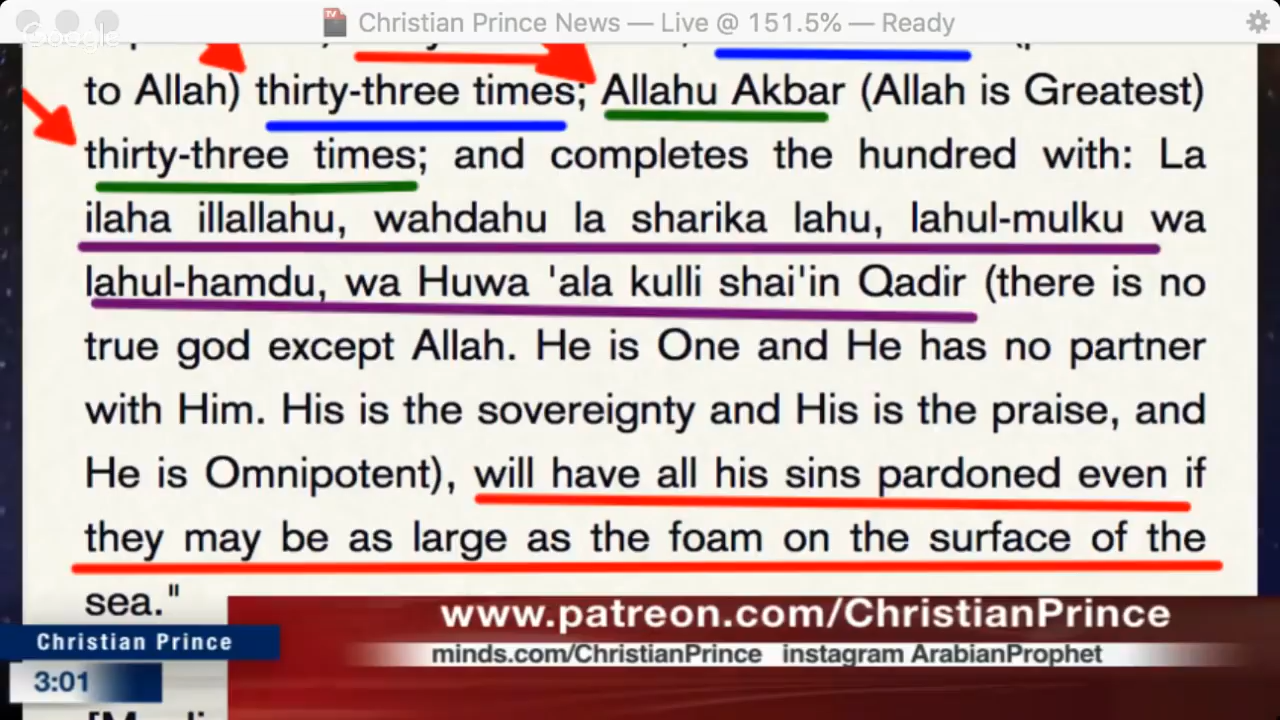 Christian Prince News — Live @ 151.5% — Ready
Google
to Allah) thirty-three times; Allahu Akbar (Allah is Greatest)
thirty-three times; and completes the hundred with: La
ilaha illallahu, wahdahu la sharika lahu, lahul-mulku wa
lahul-hamdu, wa Huwa 'ala kulli shai'in Qadir (there is no
true god except Allah. He is One and He has no partner
with Him. His is the sovereignty and His is the praise, and
He is Omnipotent), will have all his sins pardoned even if
they may be as large as the foam on the surface of the
sea."
www.patreon.com/ChristianPrince
Christian Prince
minds.com/ChristianPrince instagram ArabianProphet
3:01